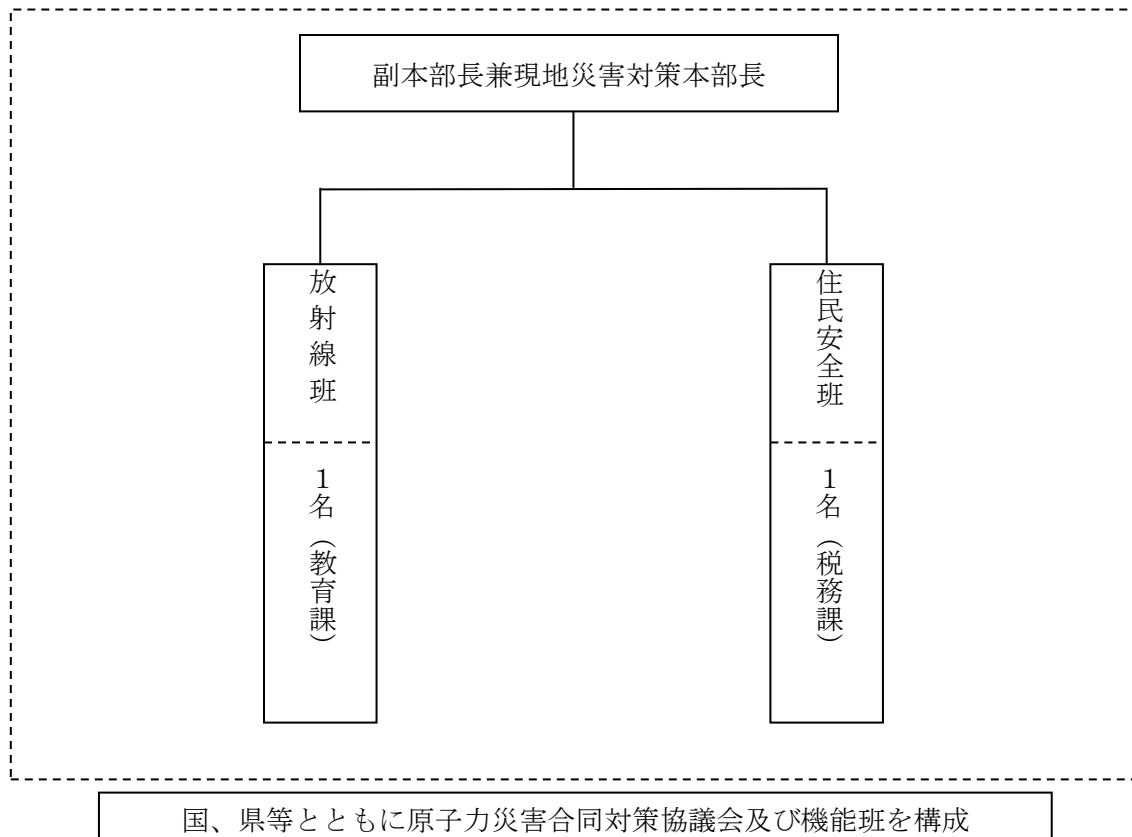 副本部長兼現地災害対策本部長
放射線班
１名（教育課）
住民安全班
１名（税務課）
国、県等とともに原子力災害合同対策協議会及び機能班を構成